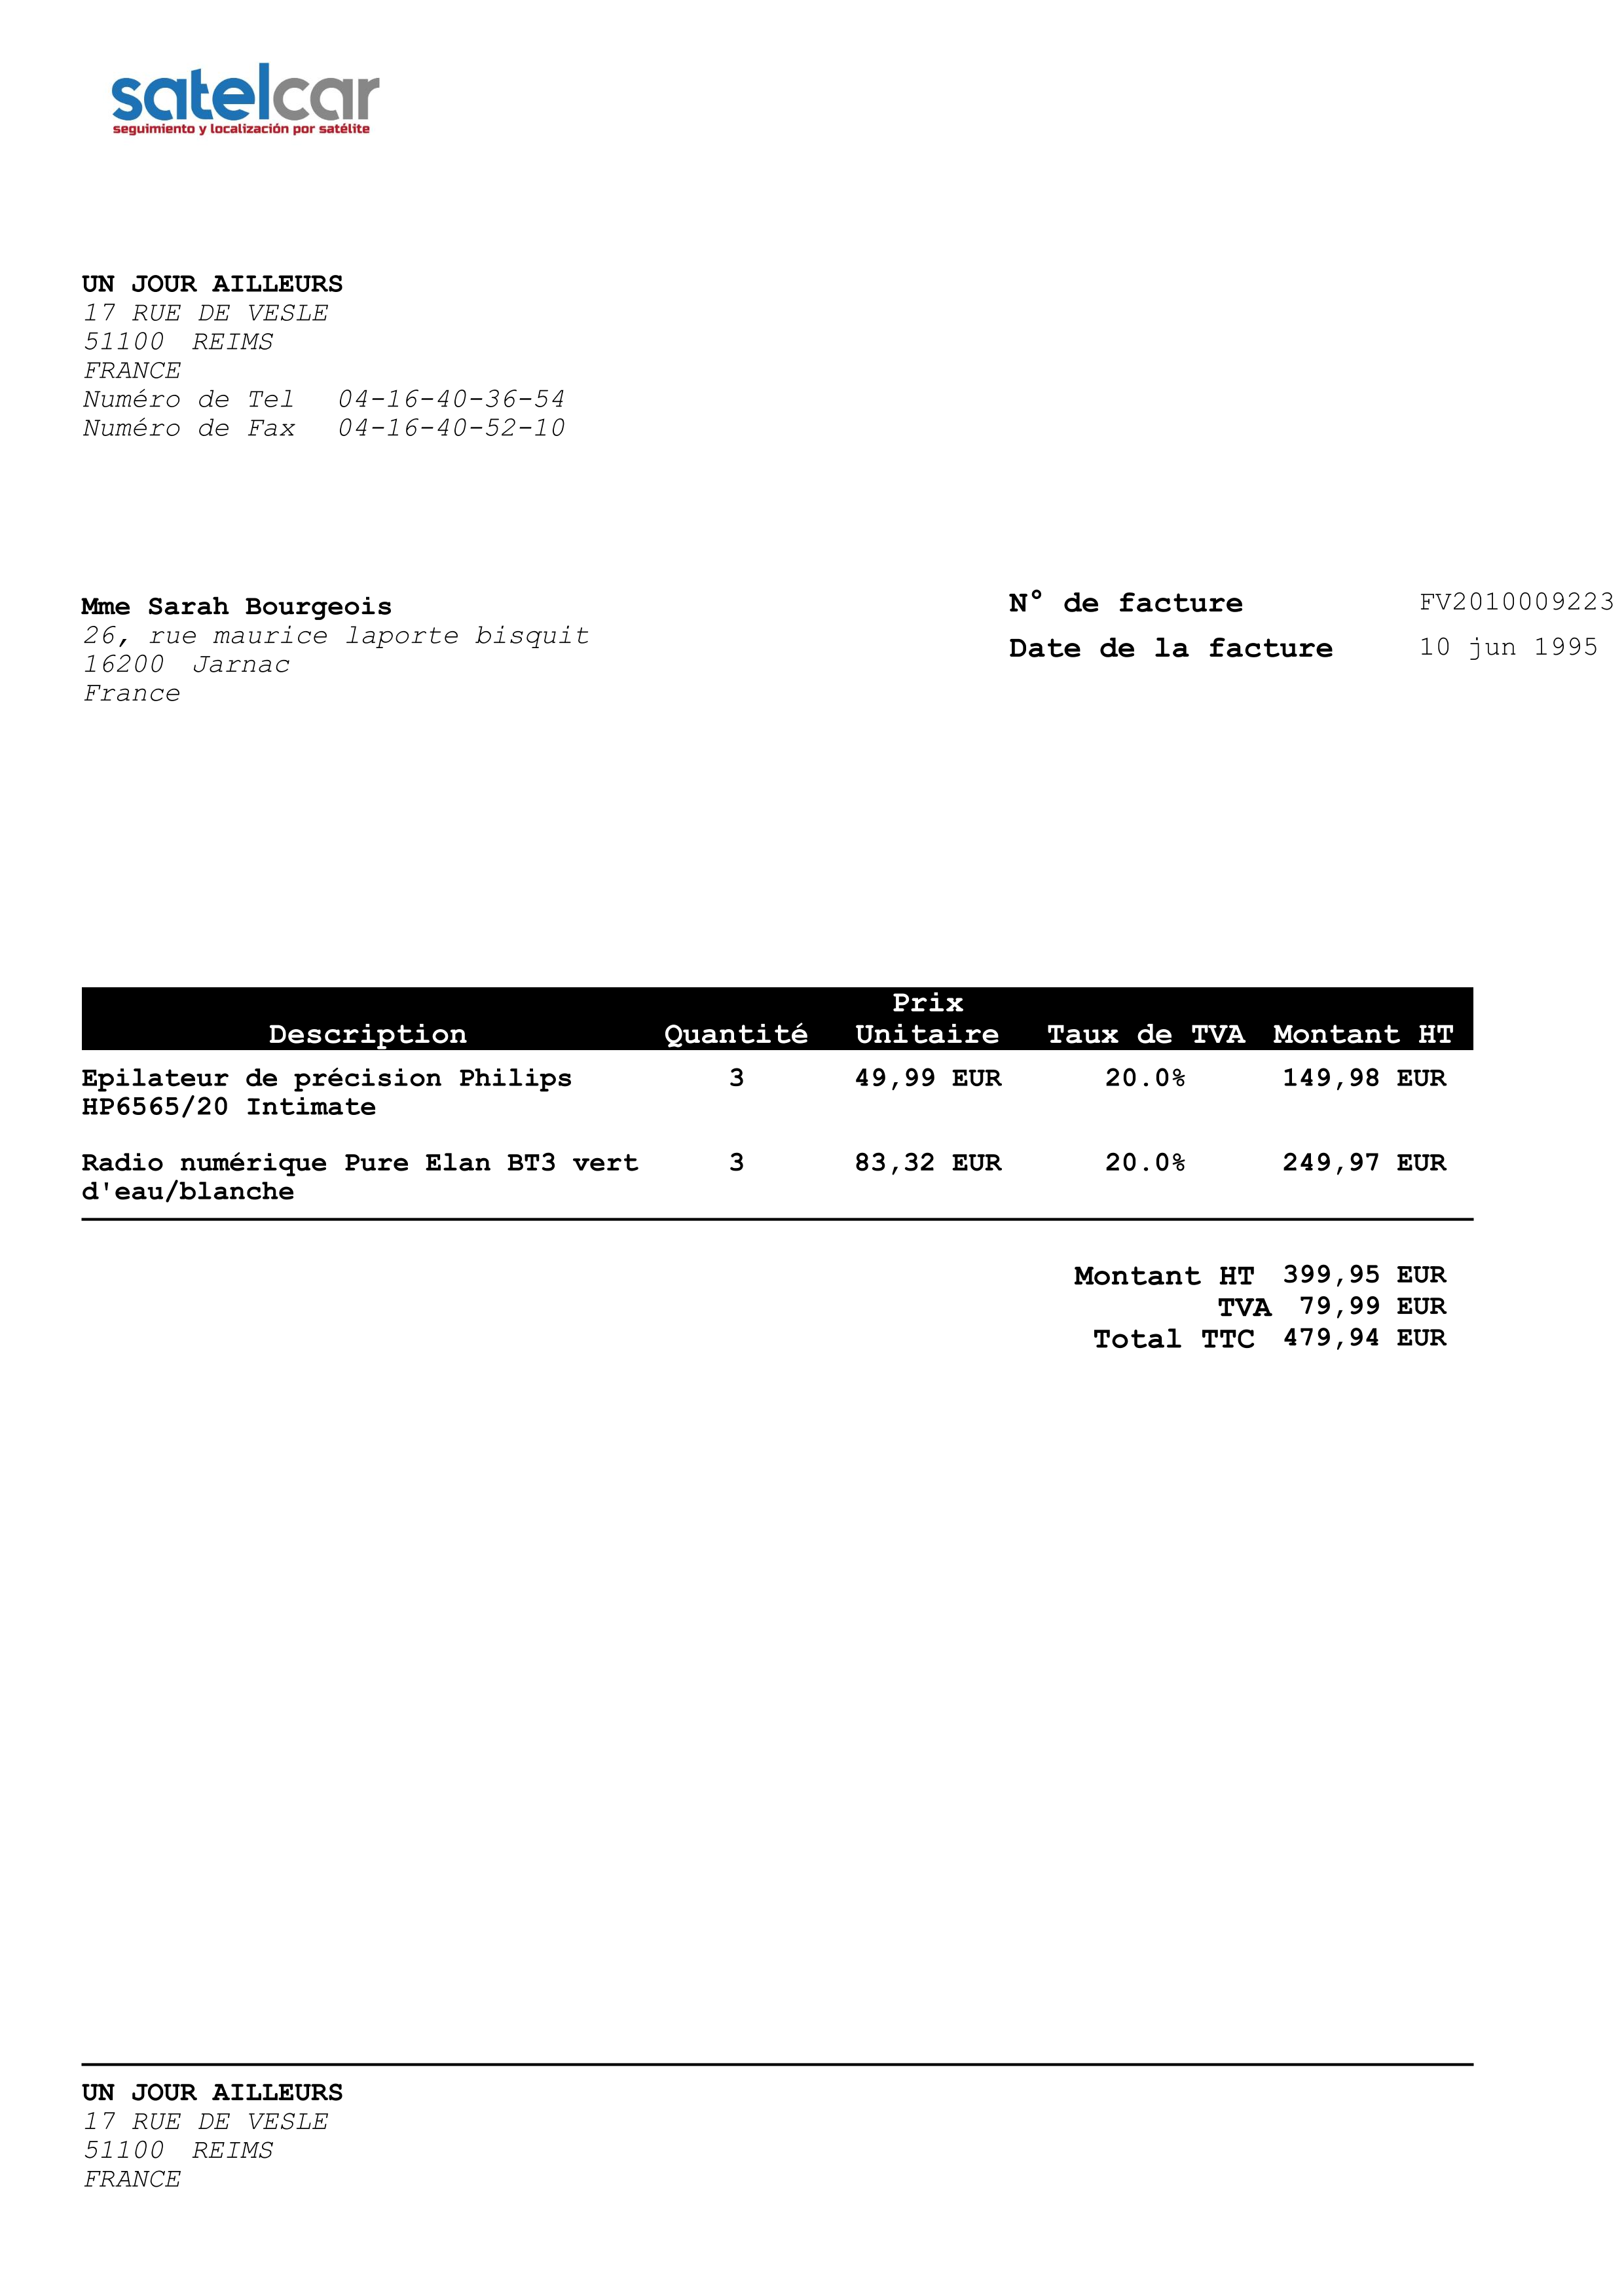 satelcar
seguimiento y localización por satélite
UN JOUR AILLEURS
17 RUE DE VESLE
51100 REIMS
FRANCE
Numéro de Tel 04-16-40-36-54
Numéro de Fax 04-16-40-52-10
Mme Sarah Bourgeois
26, rue maurice laporte bisquit
16200 Jarnac
France
N° de facture FV2010009223
Date de la facture 10 jun 1995
Prix
Description Quantité Unitaire Taux de TVA Montant HT
Epilateur de précision Philips 3 49,99 EUR 20.0% 149,98 EUR
HP6565/20 Intimate
Radio numérique Pure Elan BT3 vert 3 83,32 EUR 20.0% 249,97 EUR
d'eau/blanche
Montant HT 399,95 EUR
TVA 79,99 EUR
Total TTC 479,94 EUR
UN JOUR AILLEURS
17 RUE DE VESLE
51100 REIMS
FRANCE